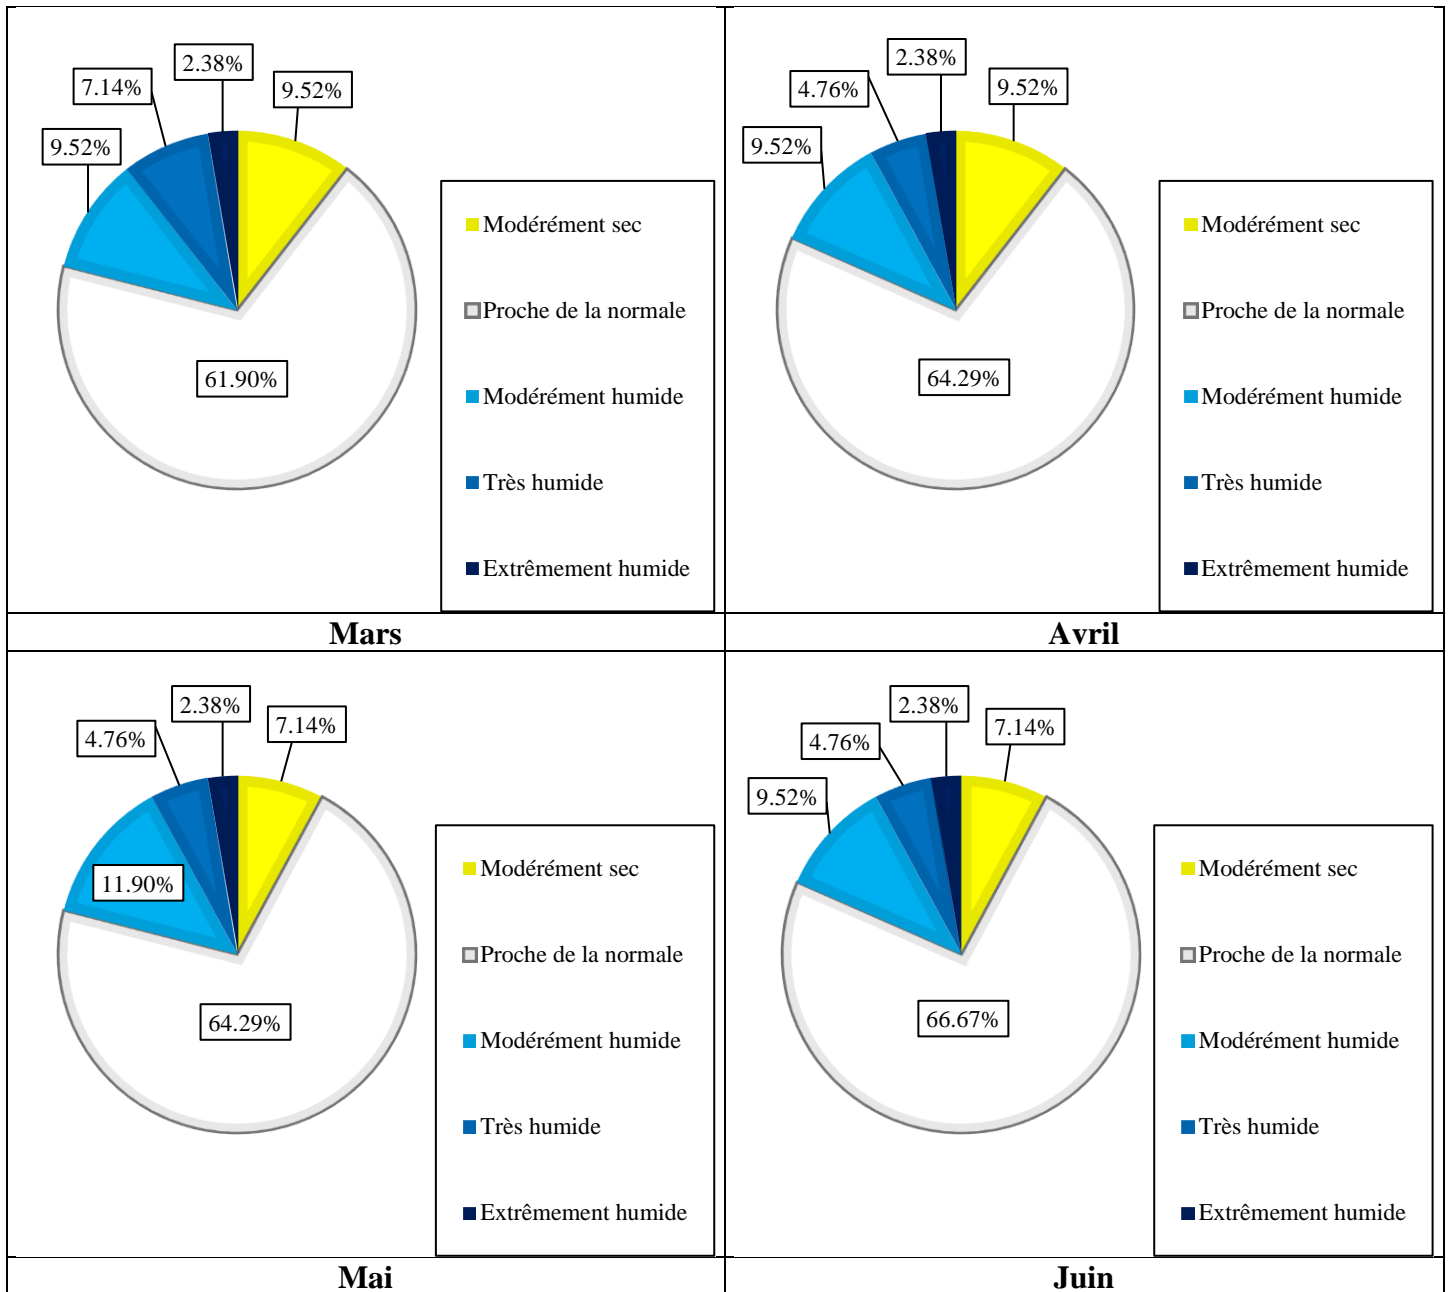 2.38%
7.14%
9.52%
9.52%
61.90%
Modérément sec
Proche de la normale
Modérément humide
Très humide
Extrêmement humide
Mars
2.38%
4.76%
9.52%
9.52%
64.29%
Modérément sec
Proche de la normale
Modérément humide
Très humide
Extrêmement humide
Avril
2.38%
4.76%
7.14%
11.90%
64.29%
Modérément sec
Proche de la normale
Modérément humide
Très humide
Extrêmement humide
Mai
2.38%
4.76%
7.14%
9.52%
66.67%
Modérément sec
Proche de la normale
Modérément humide
Très humide
Extrêmement humide
Juin